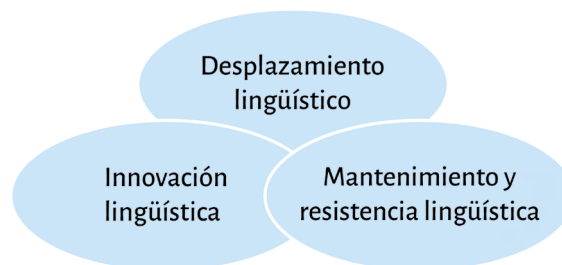 Desplazamiento
lingüístico
Innovación
lingüística
Mantenimiento y
resistencia lingüística